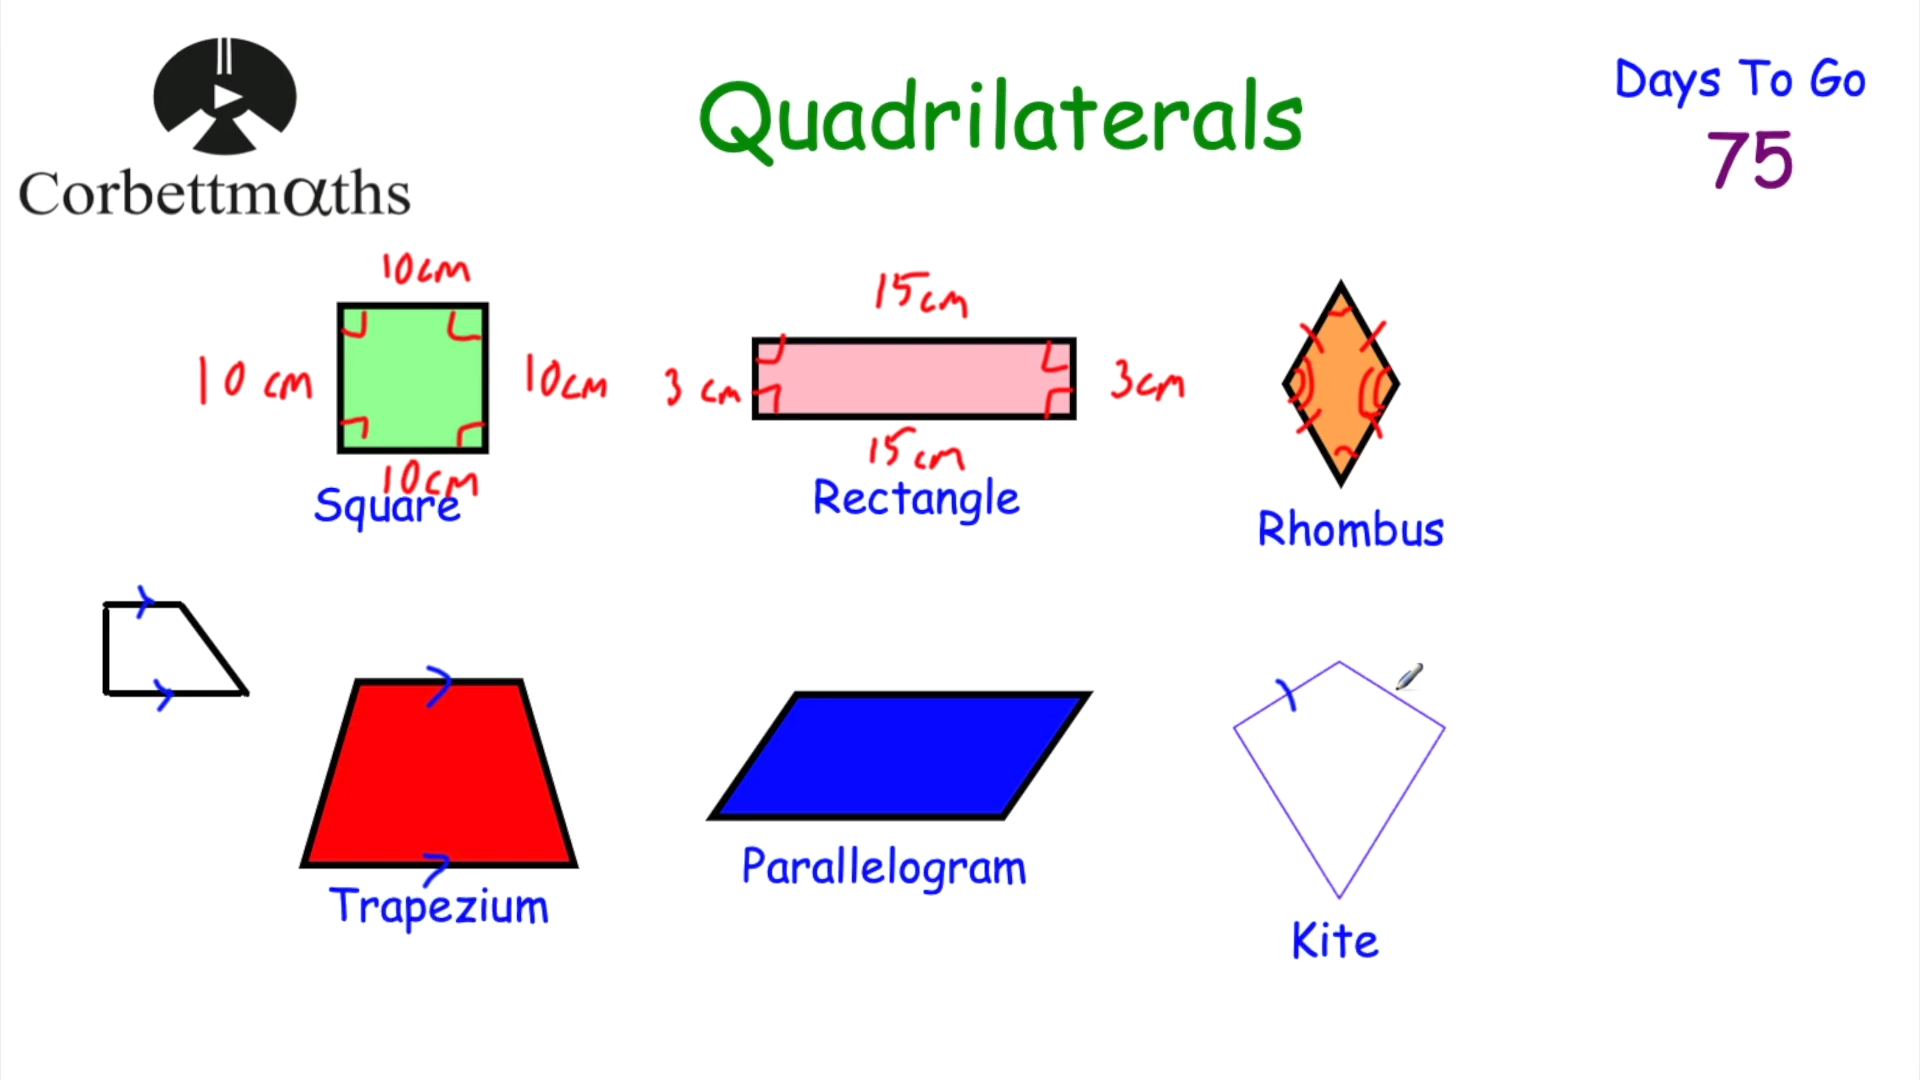 Corbettmαths
Quadrilaterals
Days To Go
75
10cm
10 cm
10cm
10cm
Square
15cm
3 cm
3cm
15cm
Rectangle
Rhombus
Trapezium
Parallelogram
Kite